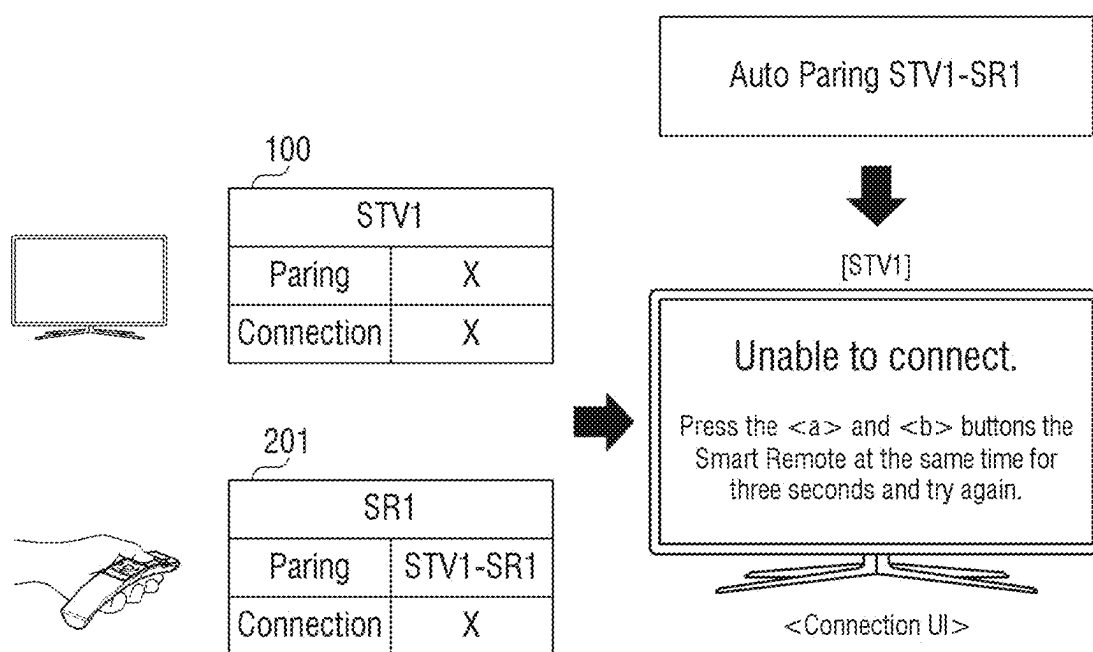 Auto Paring STV1-SR1
100
STV1
Paring X
Connection X
201
SR1
Paring STV1-SR1
Connection X
[STV1]
Unable to connect.
Press the <a> and <b> buttons the
Smart Remote at the same time for
three seconds and try again.
<Connection UI>